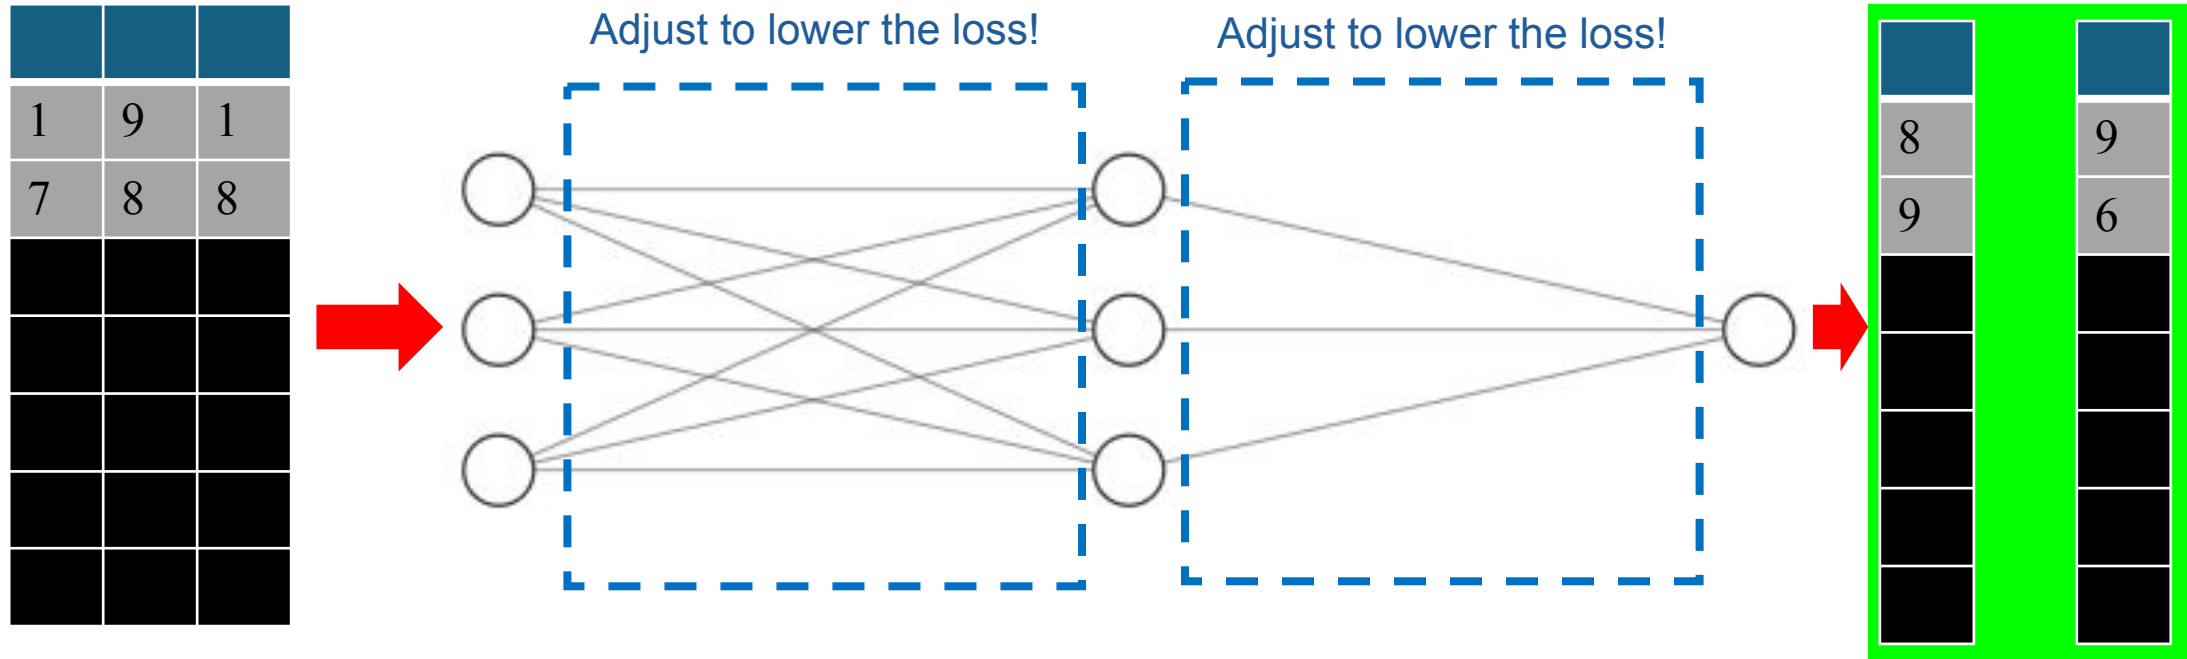 Adjust to lower the loss!
Adjust to lower the loss!
1 9 1
7 8 8
8 9
9 6